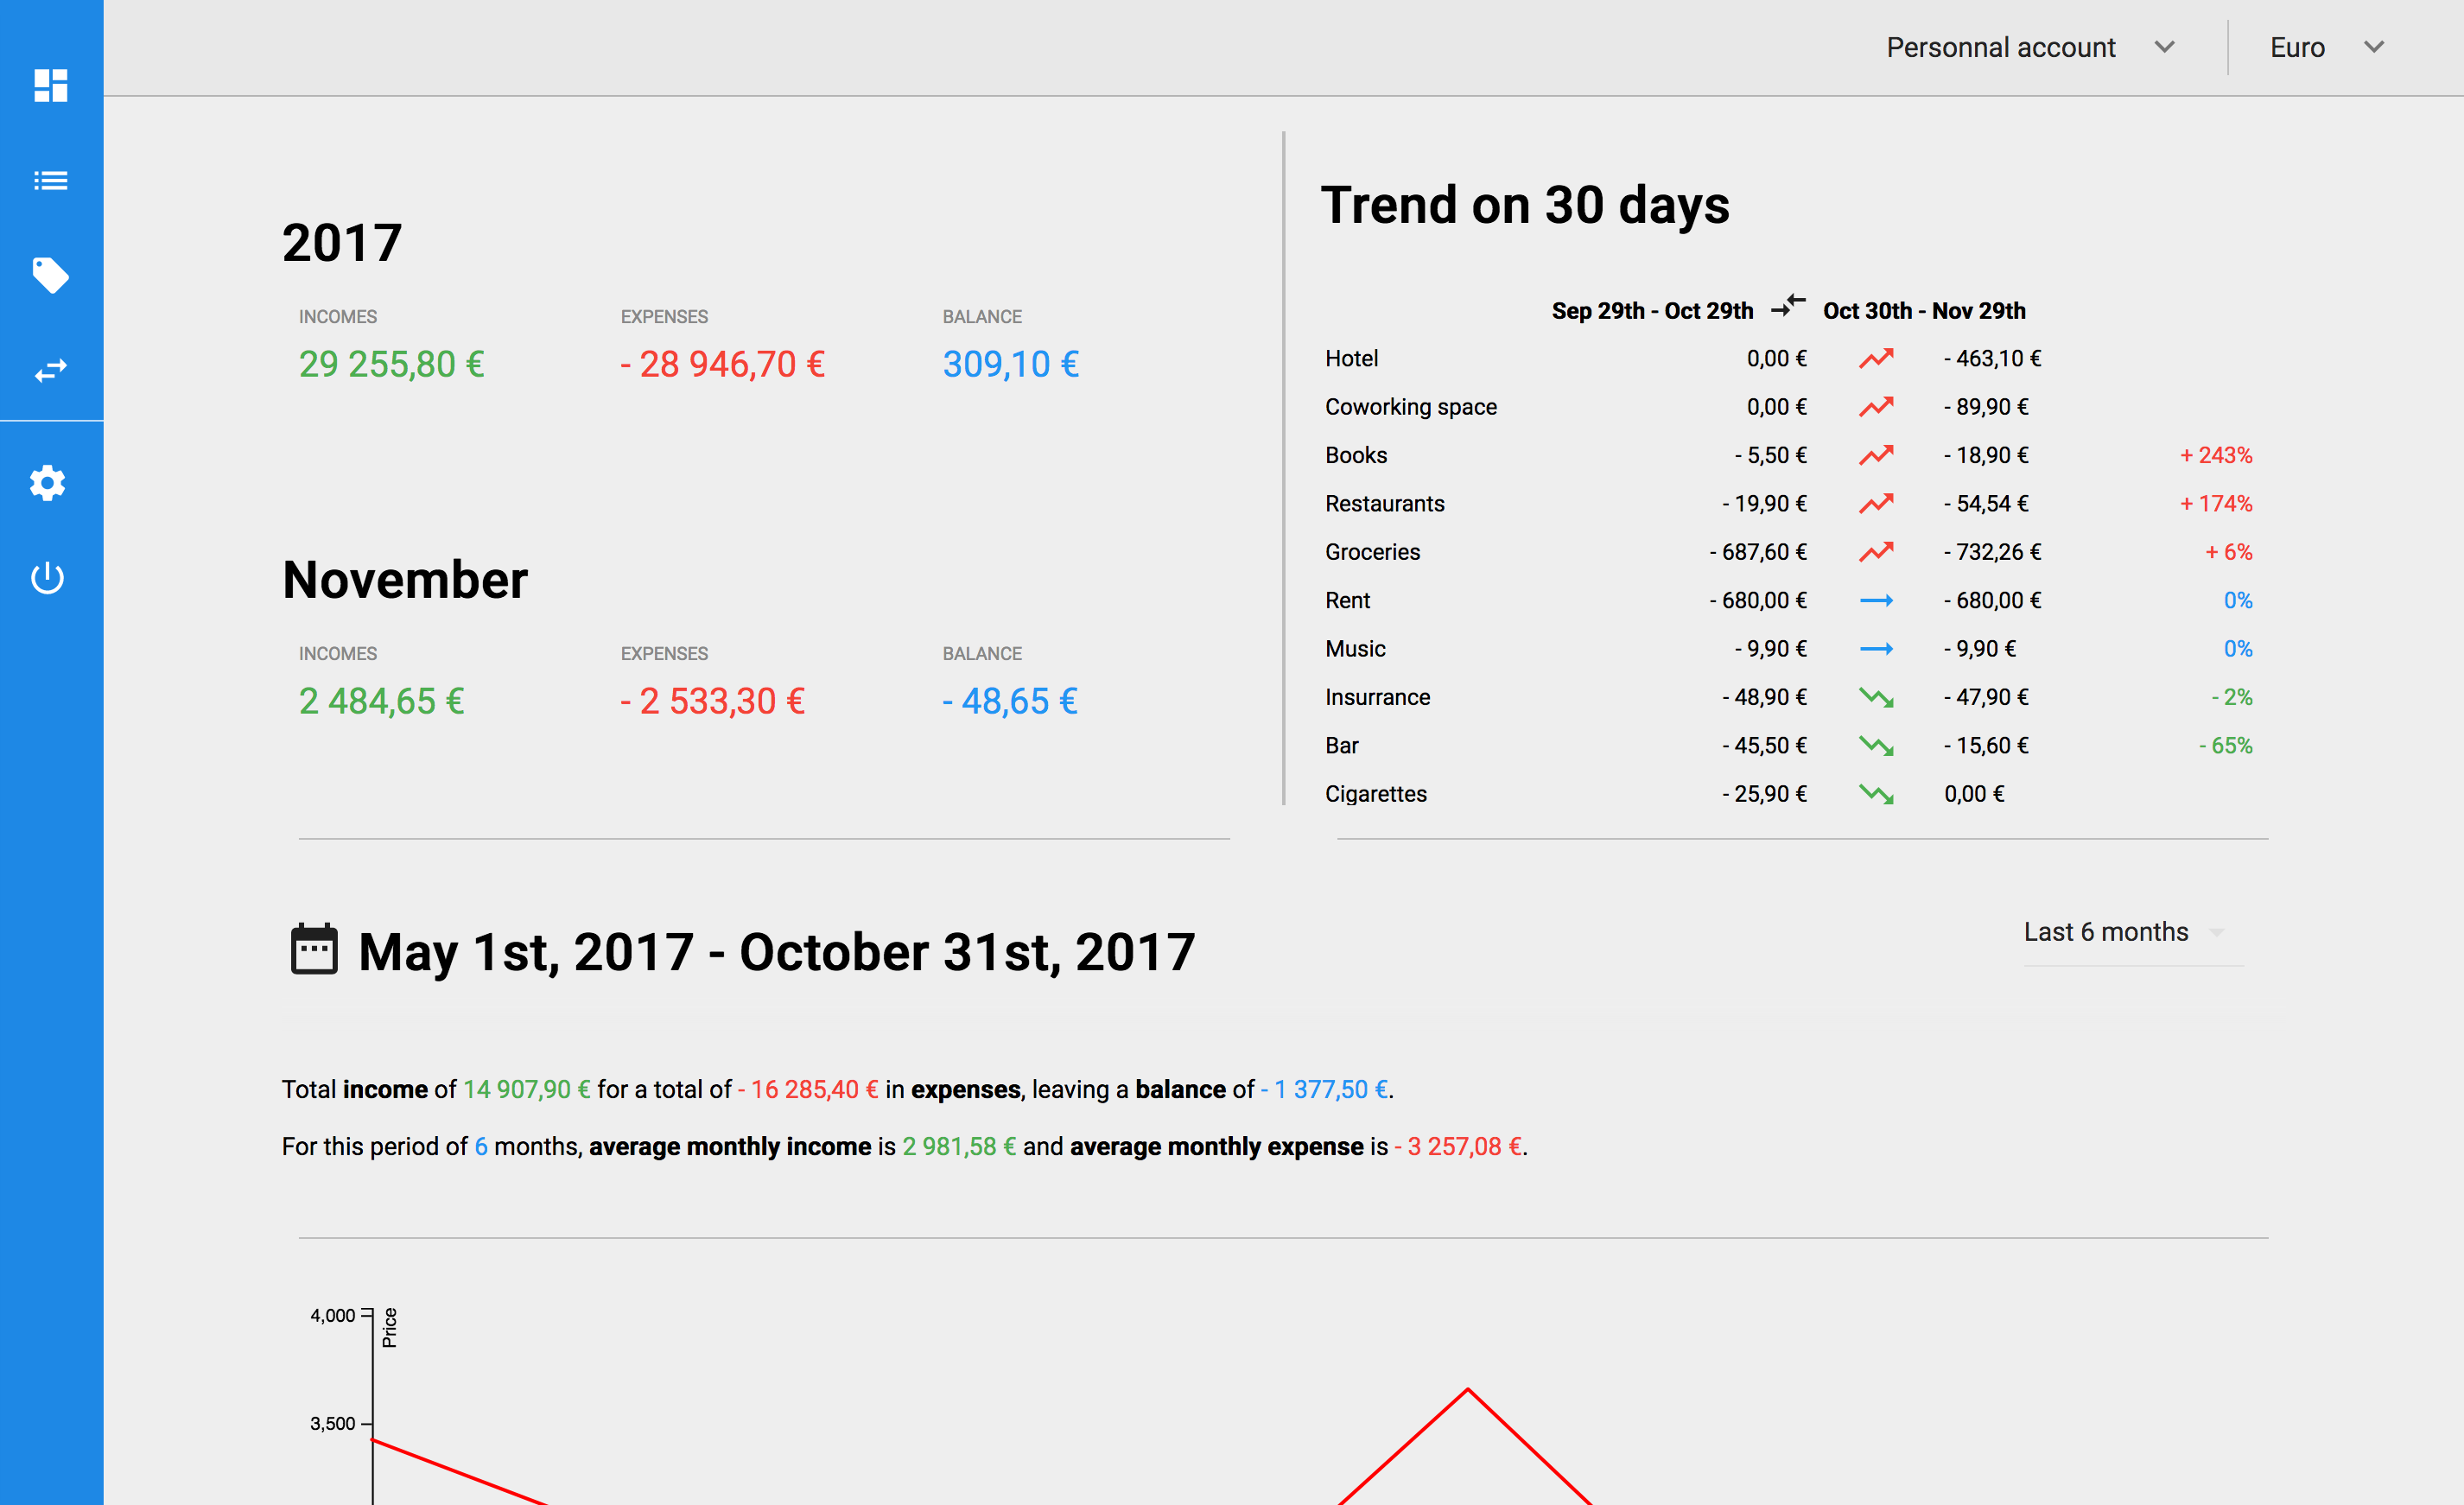 Personnal account
Euro
2017
INCOMES EXPENSES BALANCE
29 255,80 € - 28 946,70 € 309,10 €
November
INCOMES EXPENSES BALANCE
2 484,65 € - 2 533,30 € - 48,65 €
Trend on 30 days
Sep 29th - Oct 29th Oct 30th - Nov 29th
Hotel 0,00 € - 463,10 €
Coworking space 0,00 € - 89,90 €
Books - 5,50 € - 18,90 € + 243%
Restaurants - 19,90 € - 54,54 € + 174%
Groceries - 687,60 € - 732,26 € + 6%
Rent - 680,00 € - 680,00 € 0%
Music - 9,90 € - 9,90 € 0%
Insurrance - 48,90 € - 47,90 € - 2%
Bar - 45,50 € - 15,60 € - 65%
Cigarettes - 25,90 € 0,00 €
May 1st, 2017 - October 31st, 2017
Last 6 months
Total income of 14 907,90 € for a total of - 16 285,40 € in expenses, leaving a balance of - 1 377,50 €.
For this period of 6 months, average monthly income is 2 981,58 € and average monthly expense is - 3 257,08 €.
4,000
Price
3,500